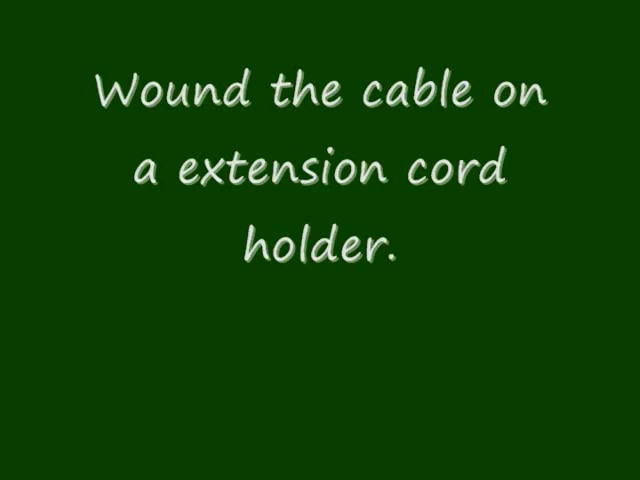 Wound the cable on
a extension cord
holder.